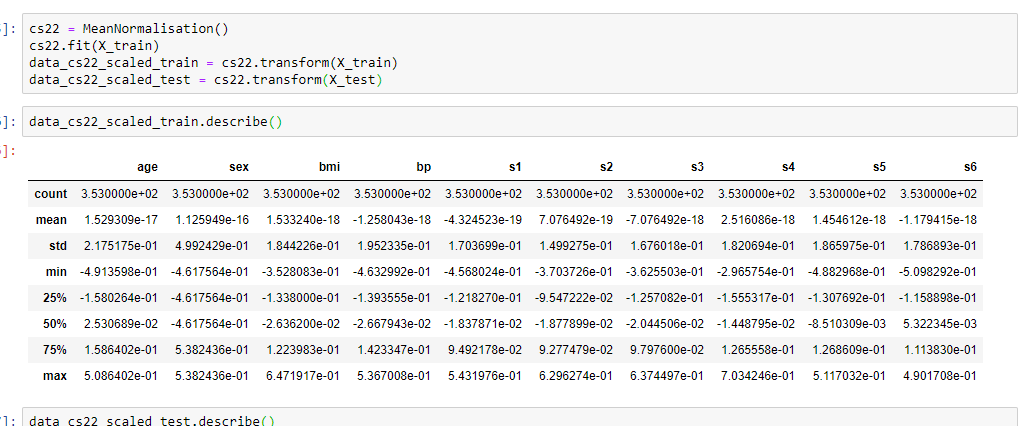 ]: cs22 = MeanNormalisation()
cs22.fit(X_train)
data_cs22_scaled_train = cs22.transform(X_train)
data_cs22_scaled_test = cs22.transform(X_test)
]: data_cs22_scaled_train.describe()
]:
age sex bmi bp s1 s2 s3 s4 s5 s6
count 3.530000e+02 3.530000e+02 3.530000e+02 3.530000e+02 3.530000e+02 3.530000e+02 3.530000e+02 3.530000e+02 3.530000e+02 3.530000e+02
mean 1.529309e-17 1.125949e-16 1.533240e-18 -1.258043e-18 -4.324523e-19 7.076492e-19 -7.076492e-18 2.516086e-18 1.454612e-18 -1.179415e-18
std 2.175175e-01 4.992429e-01 1.844226e-01 1.952335e-01 1.703699e-01 1.499275e-01 1.676018e-01 1.820694e-01 1.865975e-01 1.786893e-01
min -4.913598e-01 -4.617564e-01 -3.528083e-01 -4.632992e-01 -4.568024e-01 -3.703726e-01 -3.625503e-01 -2.965754e-01 -4.882968e-01 -5.098292e-01
25% -1.580264e-01 -4.617564e-01 -1.338000e-01 -1.393555e-01 -1.218270e-01 -9.547222e-02 -1.257082e-01 -1.555317e-01 -1.307692e-01 -1.158898e-01
50% 2.530689e-02 -4.617564e-01 -2.636200e-02 -2.667943e-02 -1.837871e-02 -1.877899e-02 -2.044506e-02 -1.448795e-02 -8.510309e-03 5.322345e-03
75% 1.586402e-01 5.382436e-01 1.223983e-01 1.423347e-01 9.492178e-02 9.277479e-02 9.797600e-02 1.265558e-01 1.268609e-01 1.113830e-01
max 5.086402e-01 5.382436e-01 6.471917e-01 5.367008e-01 5.431976e-01 6.296274e-01 6.374497e-01 7.034246e-01 5.117032e-01 4.901708e-01
]: data_cs22_scaled_test.describe()